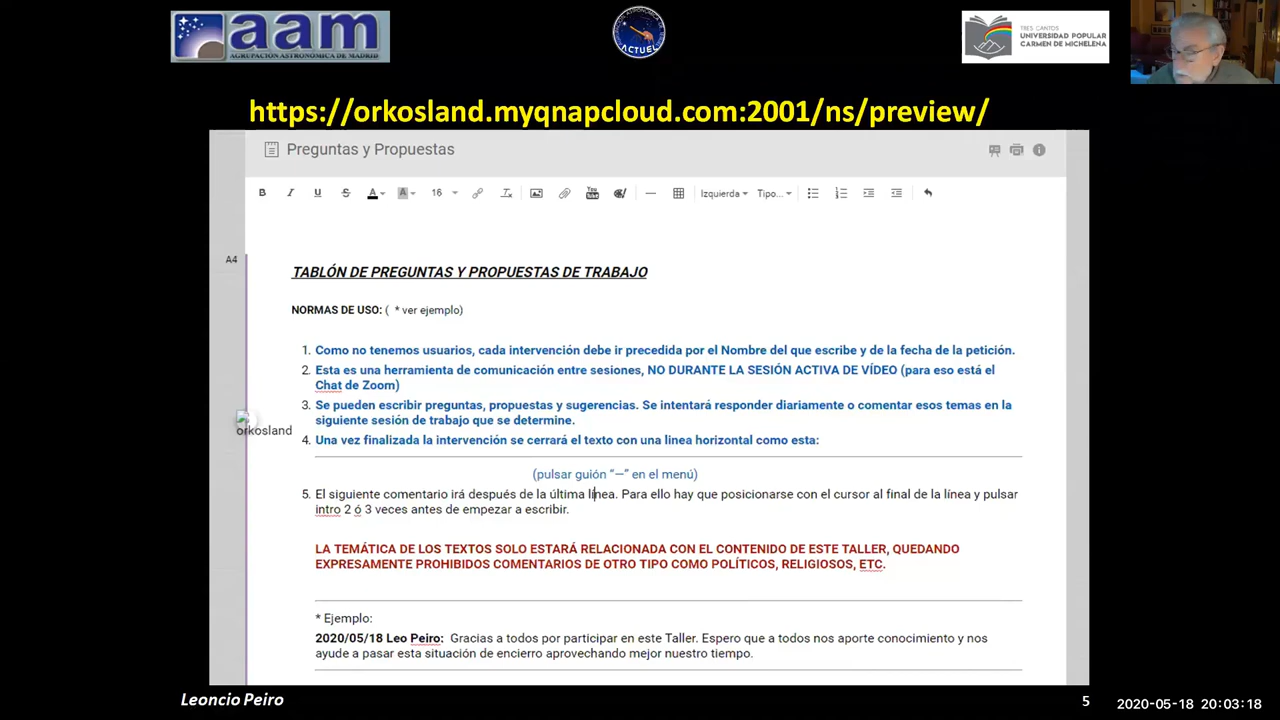 aam
AGRUPACIÓN ASTRONÓMICA DE MADRID
ACTUEL
TRES CANTOS
UNIVERSIDAD POPULAR
CARMEN DE MICHELENA
https://orkosland.myqnapcloud.com:2001/ns/preview/
Preguntas y Propuestas
B I U S A A 16 You Tube Izquierda Tipo...
A4
TABLÓN DE PREGUNTAS Y PROPUESTAS DE TRABAJO
NORMAS DE USO: ( * ver ejemplo)
1. Como no tenemos usuarios, cada intervención debe ir precedida por el Nombre del que escribe y de la fecha de la petición.
2. Esta es una herramienta de comunicación entre sesiones, NO DURANTE LA SESIÓN ACTIVA DE VÍDEO (para eso está el
Chat de Zoom)
3. Se pueden escribir preguntas, propuestas y sugerencias. Se intentará responder diariamente o comentar esos temas en la
siguiente sesión de trabajo que se determine.
orkosland
4. Una vez finalizada la intervención se cerrará el texto con una linea horizontal como esta:
(pulsar guión “—” en el menú)
5. El siguiente comentario irá después de la última línea. Para ello hay que posicionarse con el cursor al final de la línea y pulsar
intro 2 ó 3 veces antes de empezar a escribir.
LA TEMÁTICA DE LOS TEXTOS SOLO ESTARÁ RELACIONADA CON EL CONTENIDO DE ESTE TALLER, QUEDANDO
EXPRESAMENTE PROHIBIDOS COMENTARIOS DE OTRO TIPO COMO POLÍTICOS, RELIGIOSOS, ETC.
* Ejemplo:
2020/05/18 Leo Peiro: Gracias a todos por participar en este Taller. Espero que a todos nos aporte conocimiento y nos
ayude a pasar esta situación de encierro aprovechando mejor nuestro tiempo.
Leoncio Peiro
5
2020-05-18 20:03:18